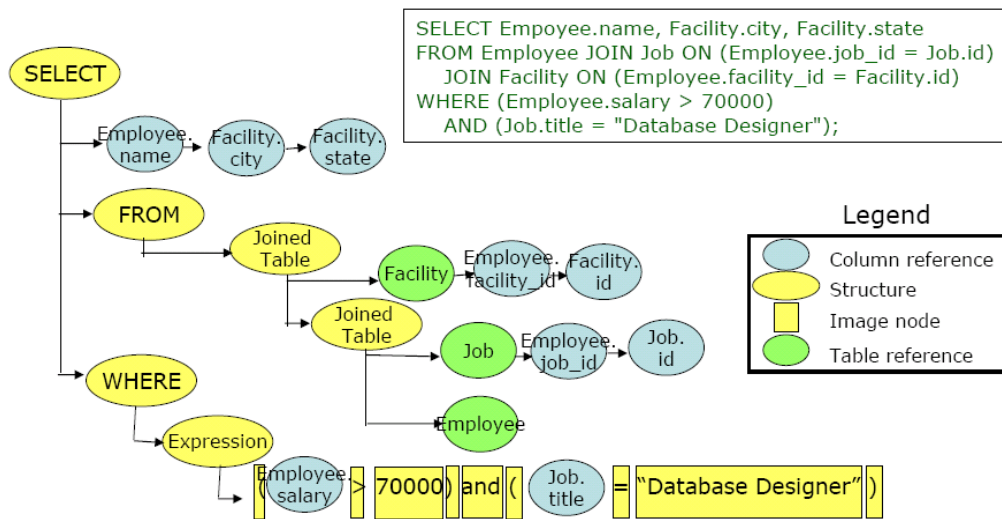 SELECT Empoyee.name, Facility.city, Facility.state
FROM Employee JOIN Job ON (Employee.job_id = Job.id)
JOIN Facility ON (Employee.facility_id = Facility.id)
WHERE (Employee.salary > 70000)
AND (Job.title = "Database Designer");
SELECT
Employee.
name
Facility.
city
Facility.
state
FROM
Joined
Table
Facility
Employee.
facility_id
Facility.
id
Joined
Table
Job
Employee.
job_id
Job.
id
Employee
WHERE
Expression
( Employee.
salary > 70000 ) and ( Job.
title = “Database Designer” )
Legend
Column reference
Structure
Image node
Table reference